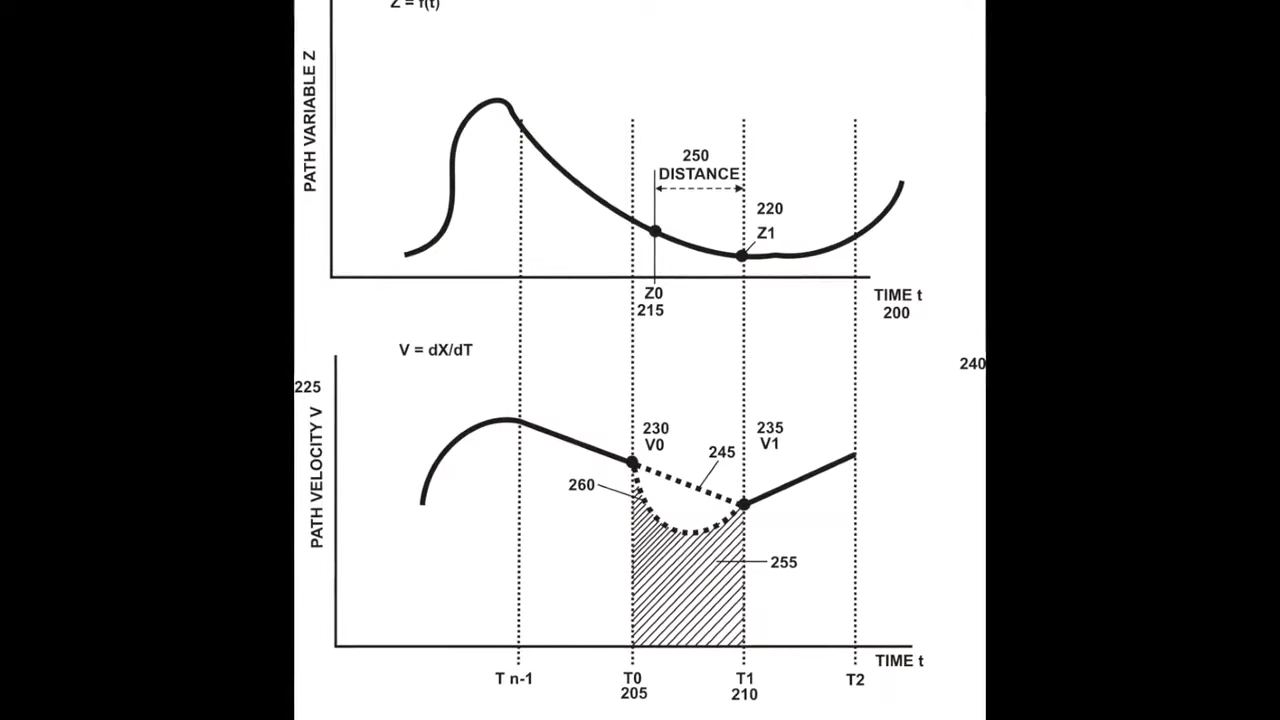 Z = f(t)
PATH VARIABLE Z
250
DISTANCE
220
Z1
Z0
215
TIME t
200
V = dX/dT
240
225
PATH VELOCITY V
230
V0
235
V1
245
260
255
TIME t
T n-1
T0
205
T1
210
T2